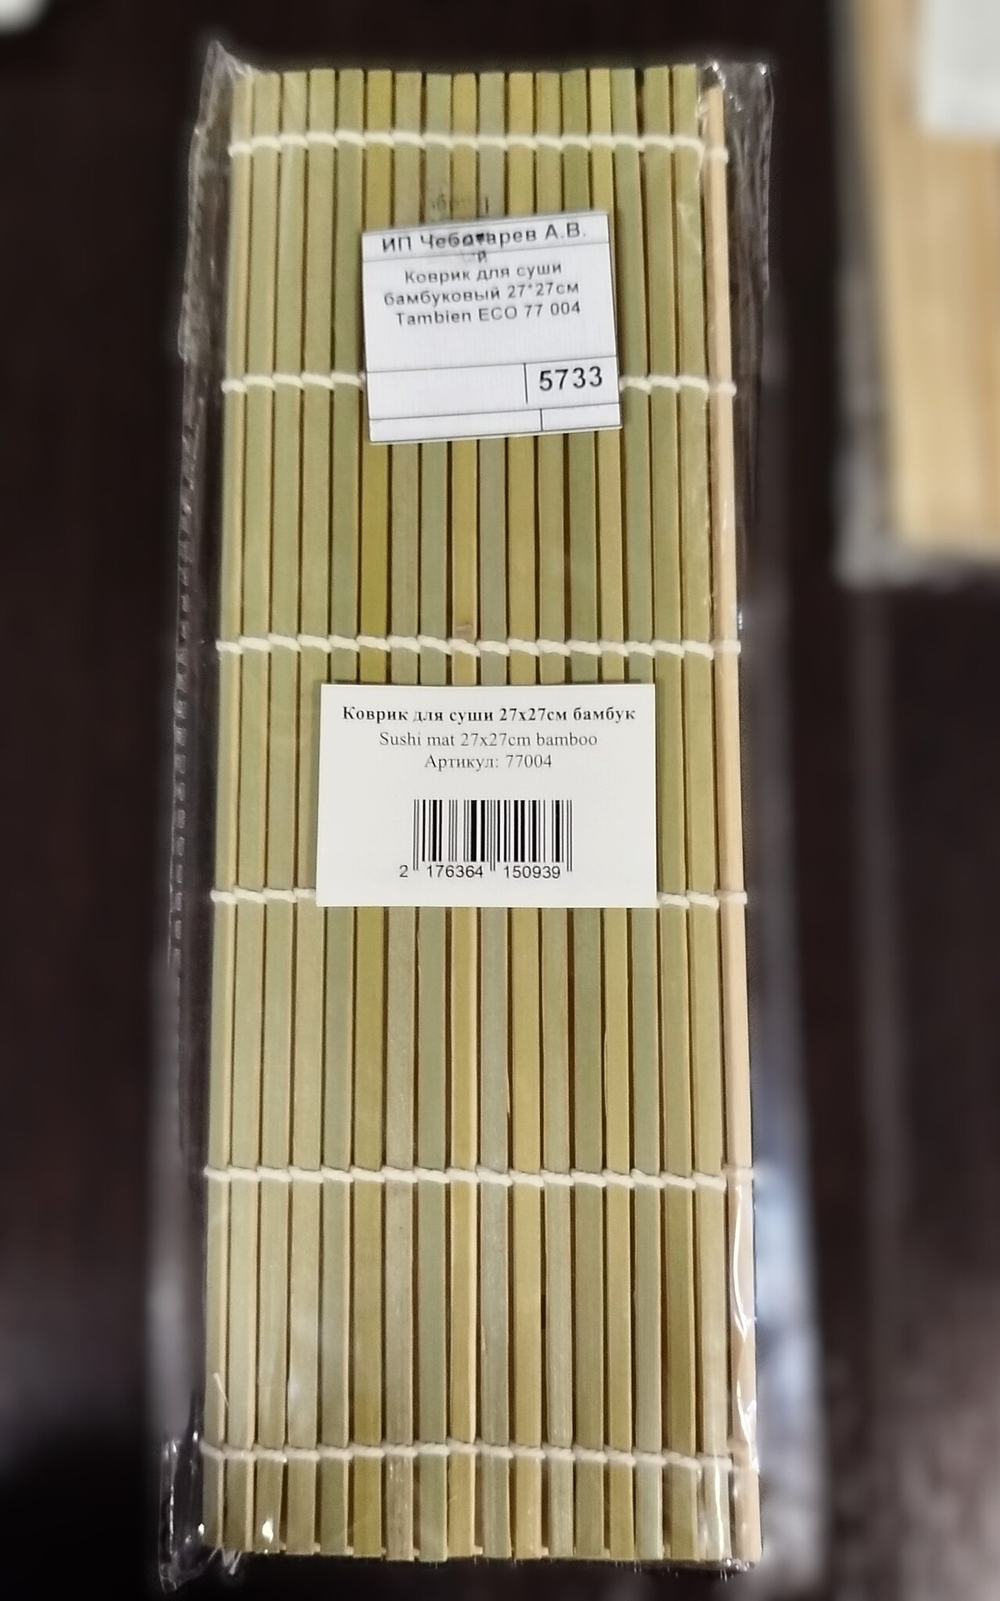 ИП Чеботарев А.В.
й
Коврик для суши
бамбуковый 27*27см
Tambien ECO 77 004
5733
Коврик для суши 27х27см бамбук
Sushi mat 27x27cm bamboo
Артикул: 77004
2 176364 150939